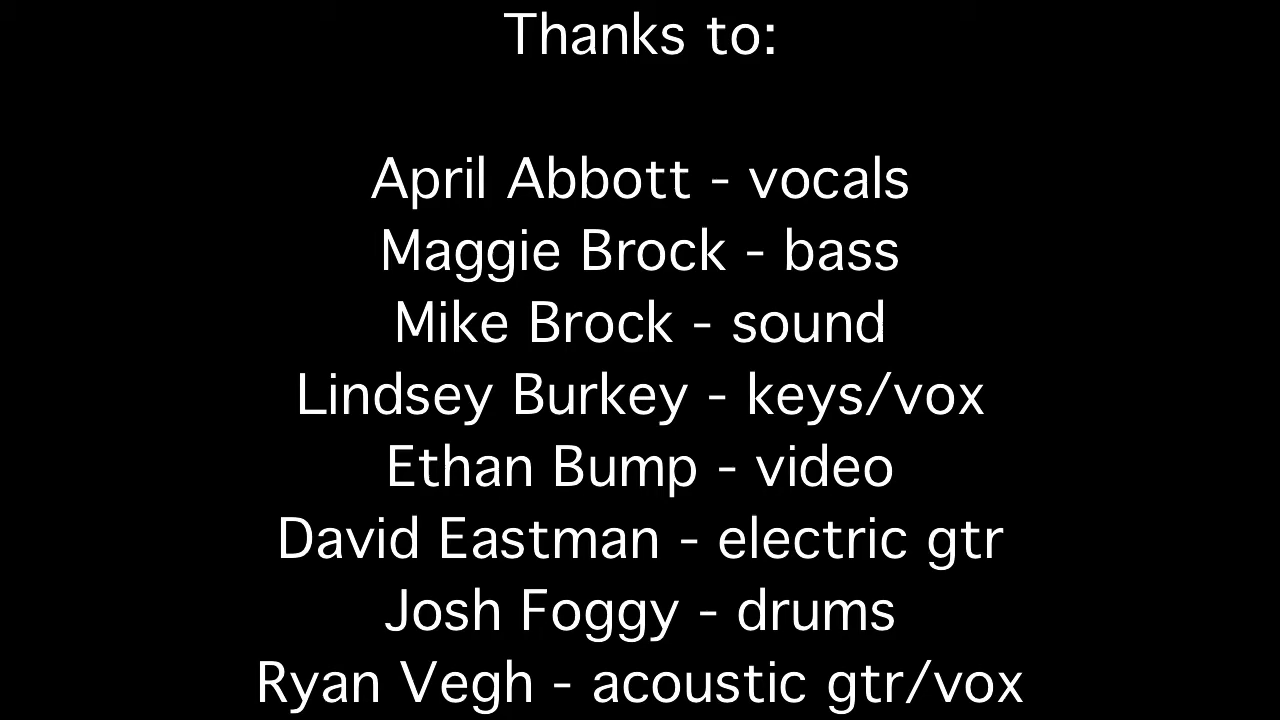 Thanks to:
April Abbott - vocals
Maggie Brock - bass
Mike Brock - sound
Lindsey Burkey - keys/vox
Ethan Bump - video
David Eastman - electric gtr
Josh Foggy - drums
Ryan Vegh - acoustic gtr/vox